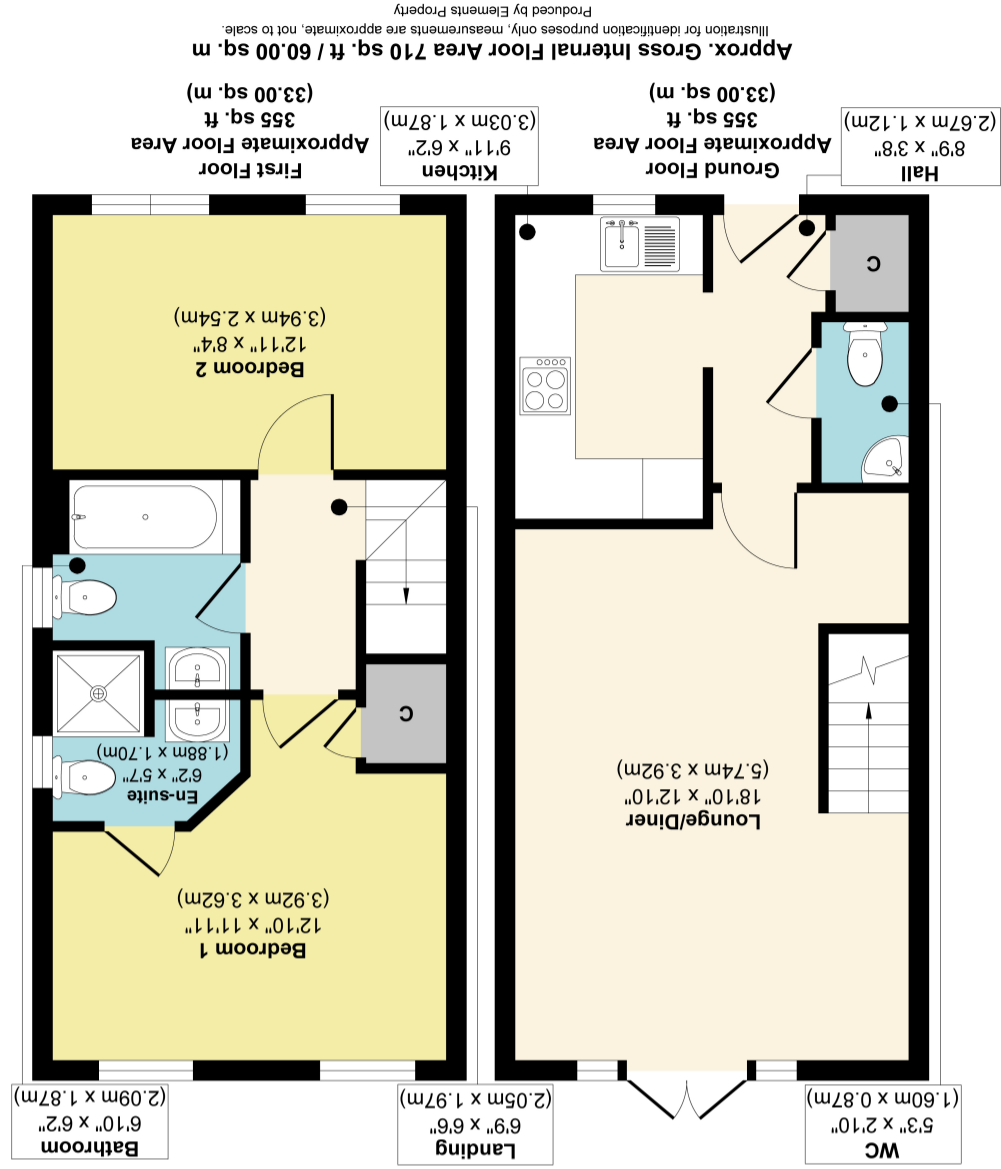 WC
5'3" x 2'10"
(1.60m x 0.87m)
Landing
6'9" x 6'6"
(2.05m x 1.97m)
Bathroom
6'10" x 6'2"
(2.09m x 1.87m)
Lounge/Diner
18'10" x 12'10"
(5.74m x 3.92m)
Bedroom 1
12'10" x 11'11"
(3.92m x 3.62m)
En-suite
6'2" x 5'7"
(1.88m x 1.70m)
C
Bedroom 2
12'11" x 8'4"
(3.94m x 2.54m)
C
Hall
8'9" x 3'8"
(2.67m x 1.12m)
Ground Floor
Approximate Floor Area
355 sq. ft
(33.00 sq. m)
Kitchen
9'11" x 6'2"
(3.03m x 1.87m)
First Floor
Approximate Floor Area
355 sq. ft
(33.00 sq. m)
Approx. Gross Internal Floor Area 710 sq. ft / 60.00 sq. m
Illustration for identification purposes only, measurements are approximate, not to scale.
Produced by Elements Property